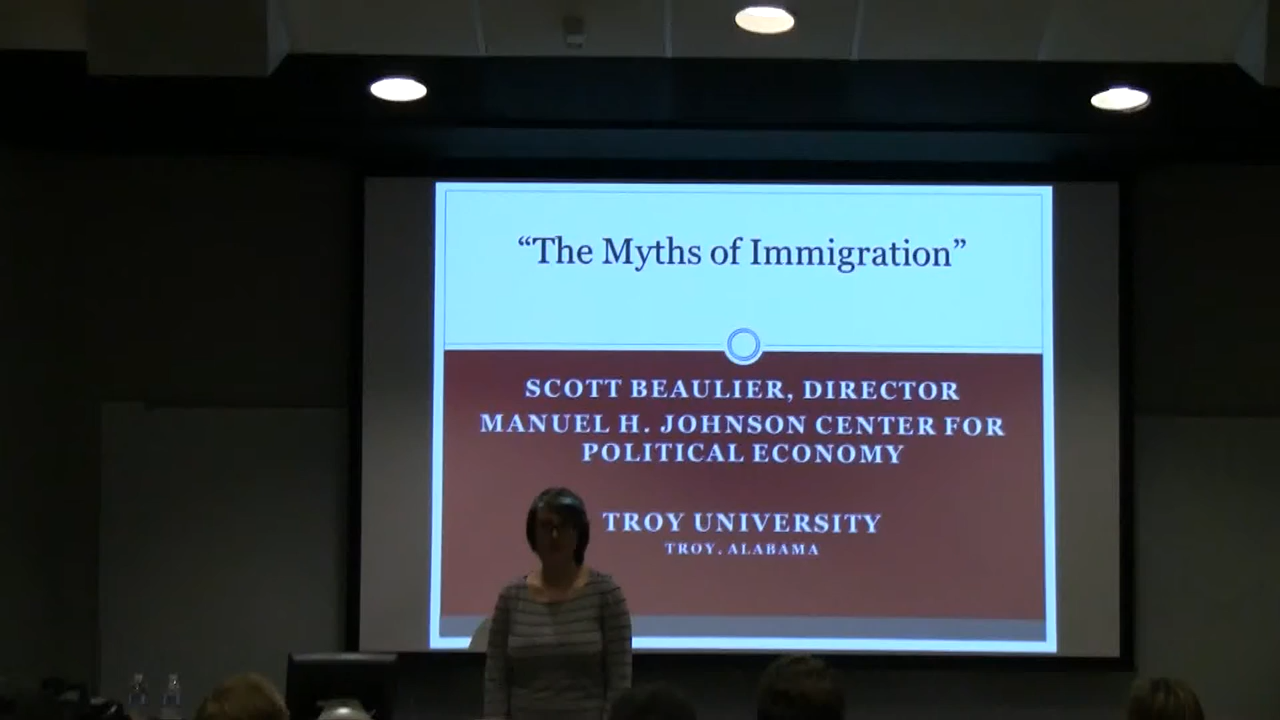 “The Myths of Immigration”
SCOTT BEAULIER, DIRECTOR
MANUEL H. JOHNSON CENTER FOR
POLITICAL ECONOMY
TROY UNIVERSITY
TROY, ALABAMA